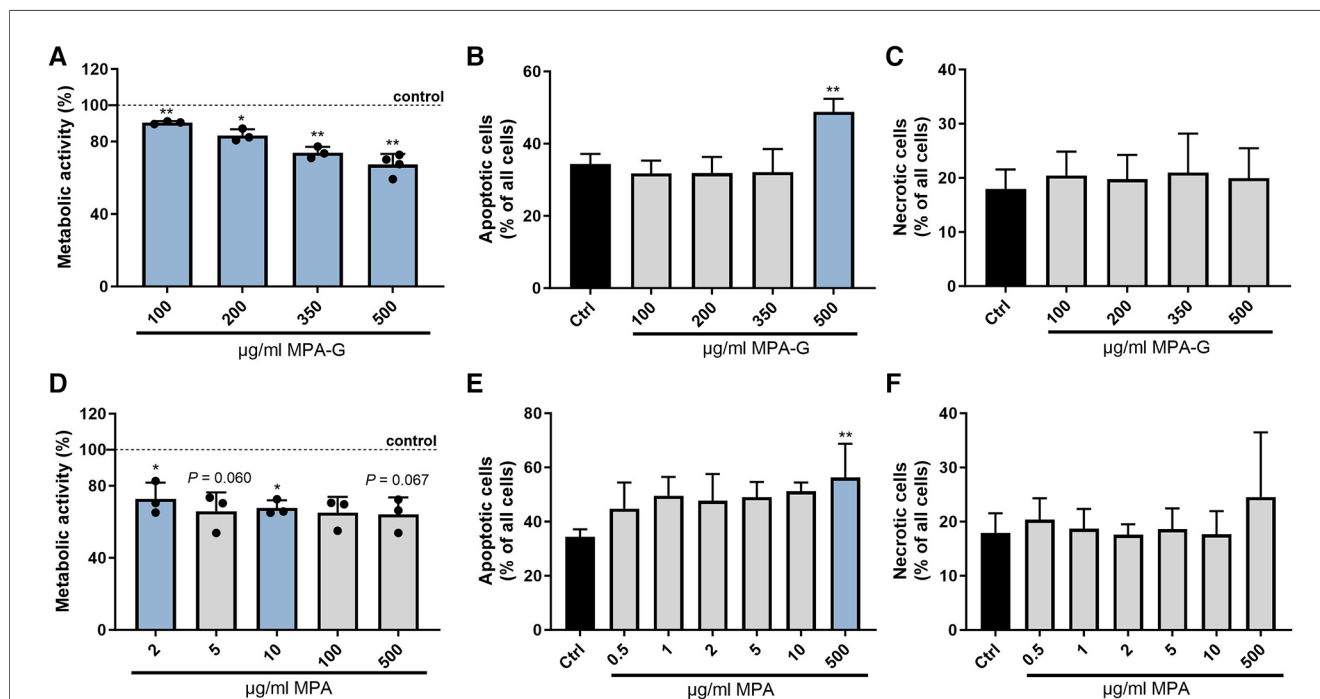 A
Metabolic activity (%)
120
100
80
40
0
control
**
*
**
**
100
200
350
500
µg/ml MPA-G
B
Apoptotic cells
(% of all cells)
60
40
20
0
**
Ctrl
100
200
350
500
µg/ml MPA-G
C
Necrotic cells
(% of all cells)
40
30
20
10
0
Ctrl
100
200
350
500
µg/ml MPA-G
D
Metabolic activity (%)
120
100
80
40
0
control
*
P = 0.060
*
P = 0.067
2
5
10
100
500
µg/ml MPA
E
Apoptotic cells
(% of all cells)
80
60
40
20
0
**
Ctrl
0.5
1
2
5
10
500
µg/ml MPA
F
Necrotic cells
(% of all cells)
40
30
20
10
0
Ctrl
0.5
1
2
5
10
500
µg/ml MPA